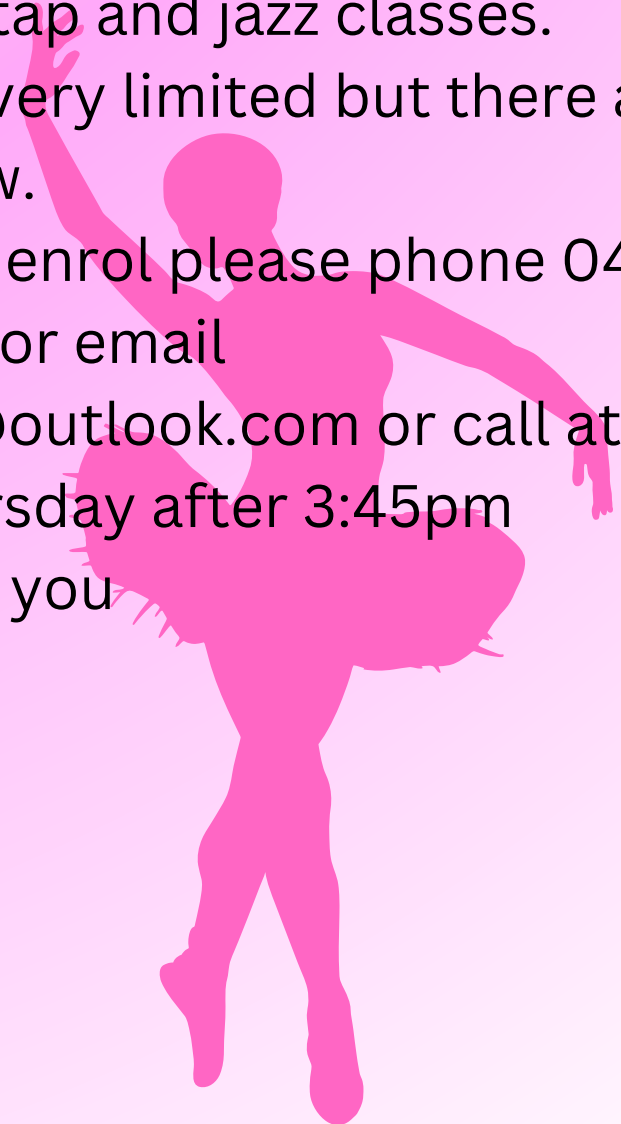 tap and jazz classes.
very limited but there a
w.
enrol please phone 04
or email
@outlook.com or call at
rsday after 3:45pm
you